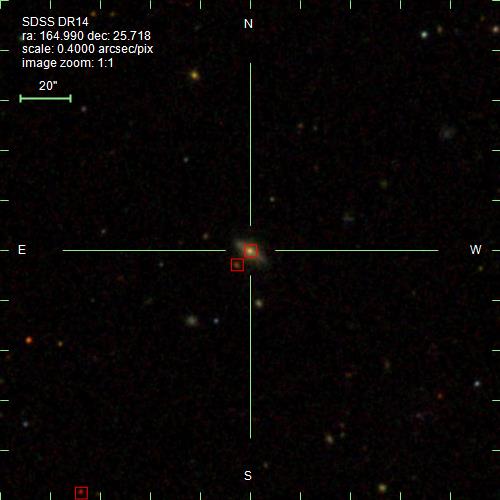 SDSS DR14
ra: 164.990 dec: 25.718
scale: 0.4000 arcsec/pix
image zoom: 1:1
20"
N
E
W
S